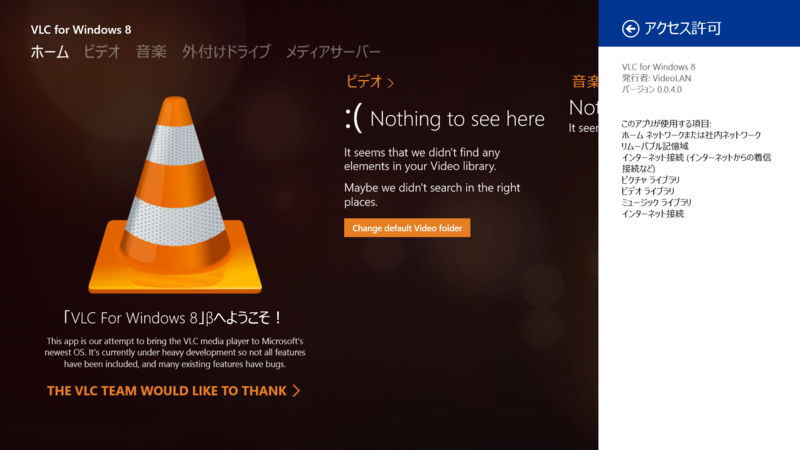 VLC for Windows 8
ホーム ビデオ 音楽 外付けドライブ メディアサーバー
ビデオ
:( Nothing to see here
It seems that we didn't find any
elements in your Video library.
Maybe we didn't search in the right
places.
Change default Video folder
音楽
Not
It seem
「VLC For Windows 8」βへようこそ！
This app is our attempt to bring the VLC media player to Microsoft's
newest OS. It's currently under heavy development so not all features
have been included, and many existing features have bugs.
THE VLC TEAM WOULD LIKE TO THANK
アクセス許可
VLC for Windows 8
発行者: VideoLAN
バージョン 0.0.4.0
このアプリが使用する項目:
ホーム ネットワークまたは社内ネットワーク
リムーバブル記憶域
インターネット接続 (インターネットからの着信
接続など)
ピクチャ ライブラリ
ビデオ ライブラリ
ミュージック ライブラリ
インターネット接続